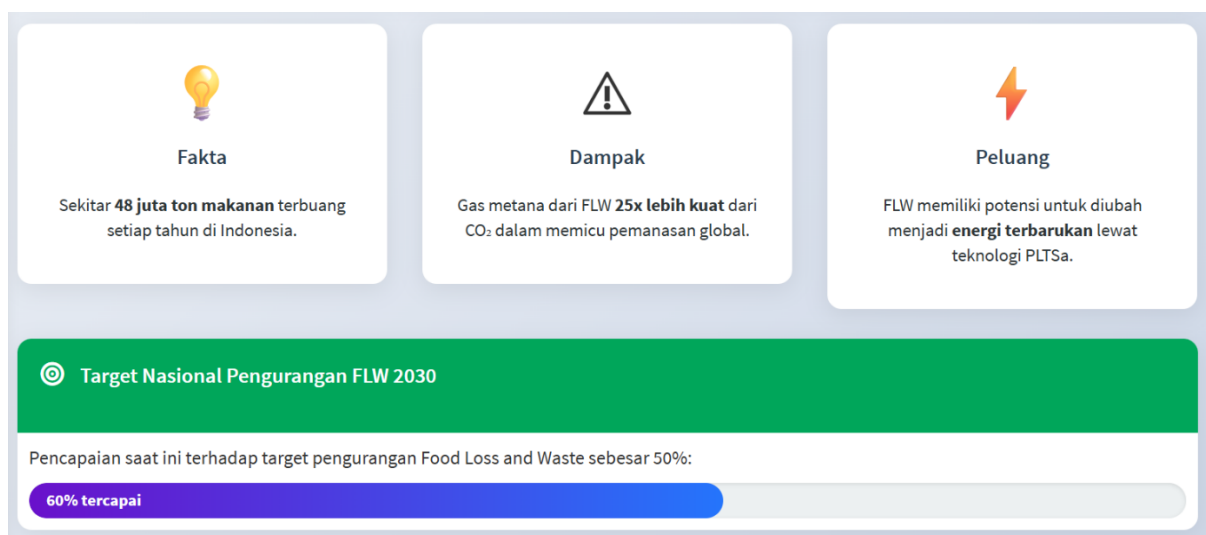 Fakta
Sekitar 48 juta ton makanan terbuang
setiap tahun di Indonesia.
Dampak
Gas metana dari FLW 25x lebih kuat dari
CO₂ dalam memicu pemanasan global.
Peluang
FLW memiliki potensi untuk diubah
menjadi energi terbarukan lewat
teknologi PLTSa.
Target Nasional Pengurangan FLW 2030
Pencapaian saat ini terhadap target pengurangan Food Loss and Waste sebesar 50%:
60% tercapai